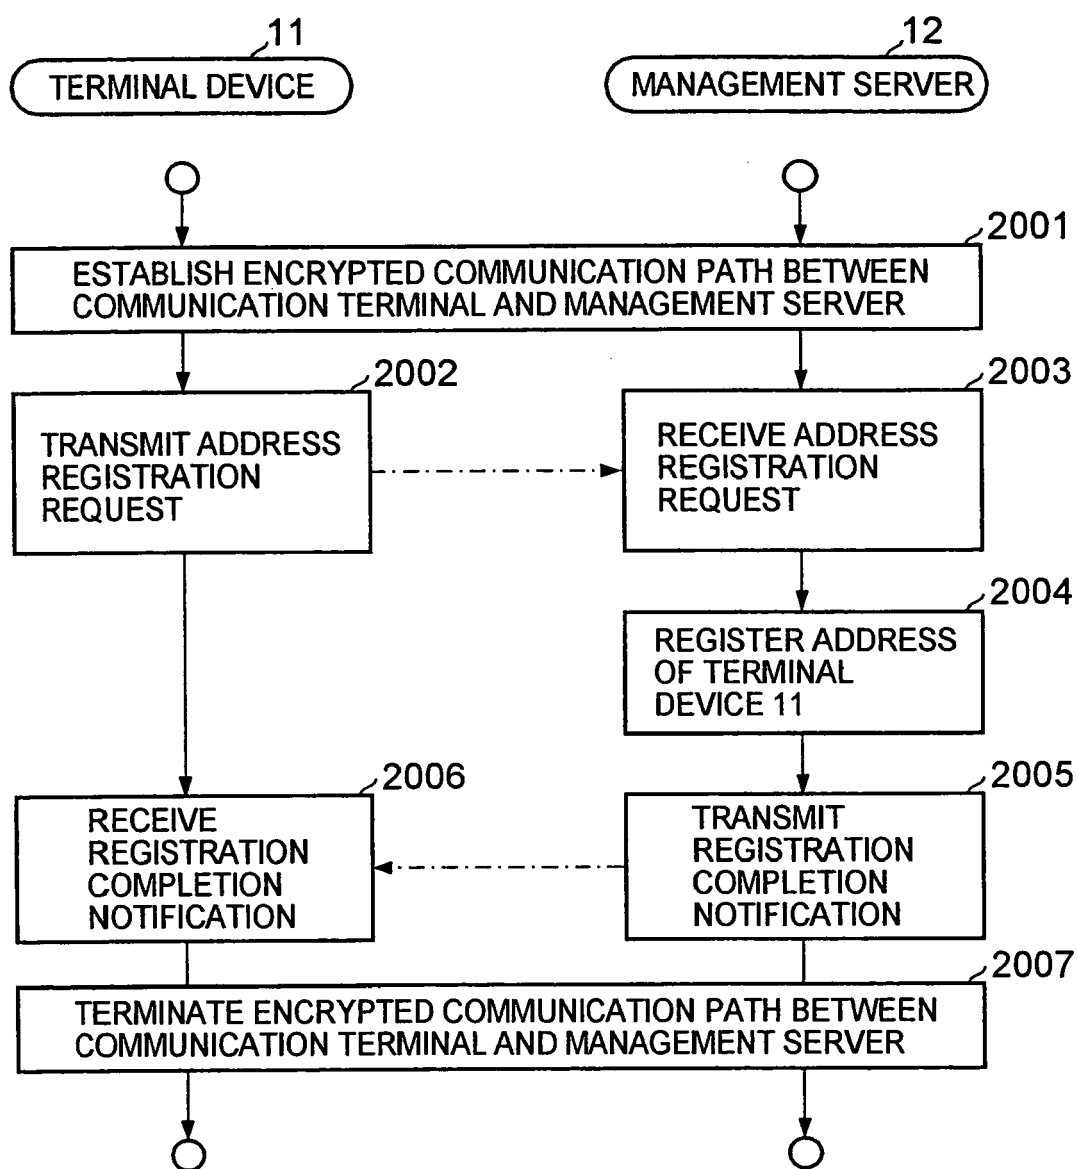 11
12
TERMINAL DEVICE
MANAGEMENT SERVER
2001
ESTABLISH ENCRYPTED COMMUNICATION PATH BETWEEN
COMMUNICATION TERMINAL AND MANAGEMENT SERVER
2002
TRANSMIT ADDRESS
REGISTRATION
REQUEST
2003
RECEIVE ADDRESS
REGISTRATION
REQUEST
2004
REGISTER ADDRESS
OF TERMINAL
DEVICE 11
2006
RECEIVE
REGISTRATION
COMPLETION
NOTIFICATION
2005
TRANSMIT
REGISTRATION
COMPLETION
NOTIFICATION
2007
TERMINATE ENCRYPTED COMMUNICATION PATH BETWEEN
COMMUNICATION TERMINAL AND MANAGEMENT SERVER